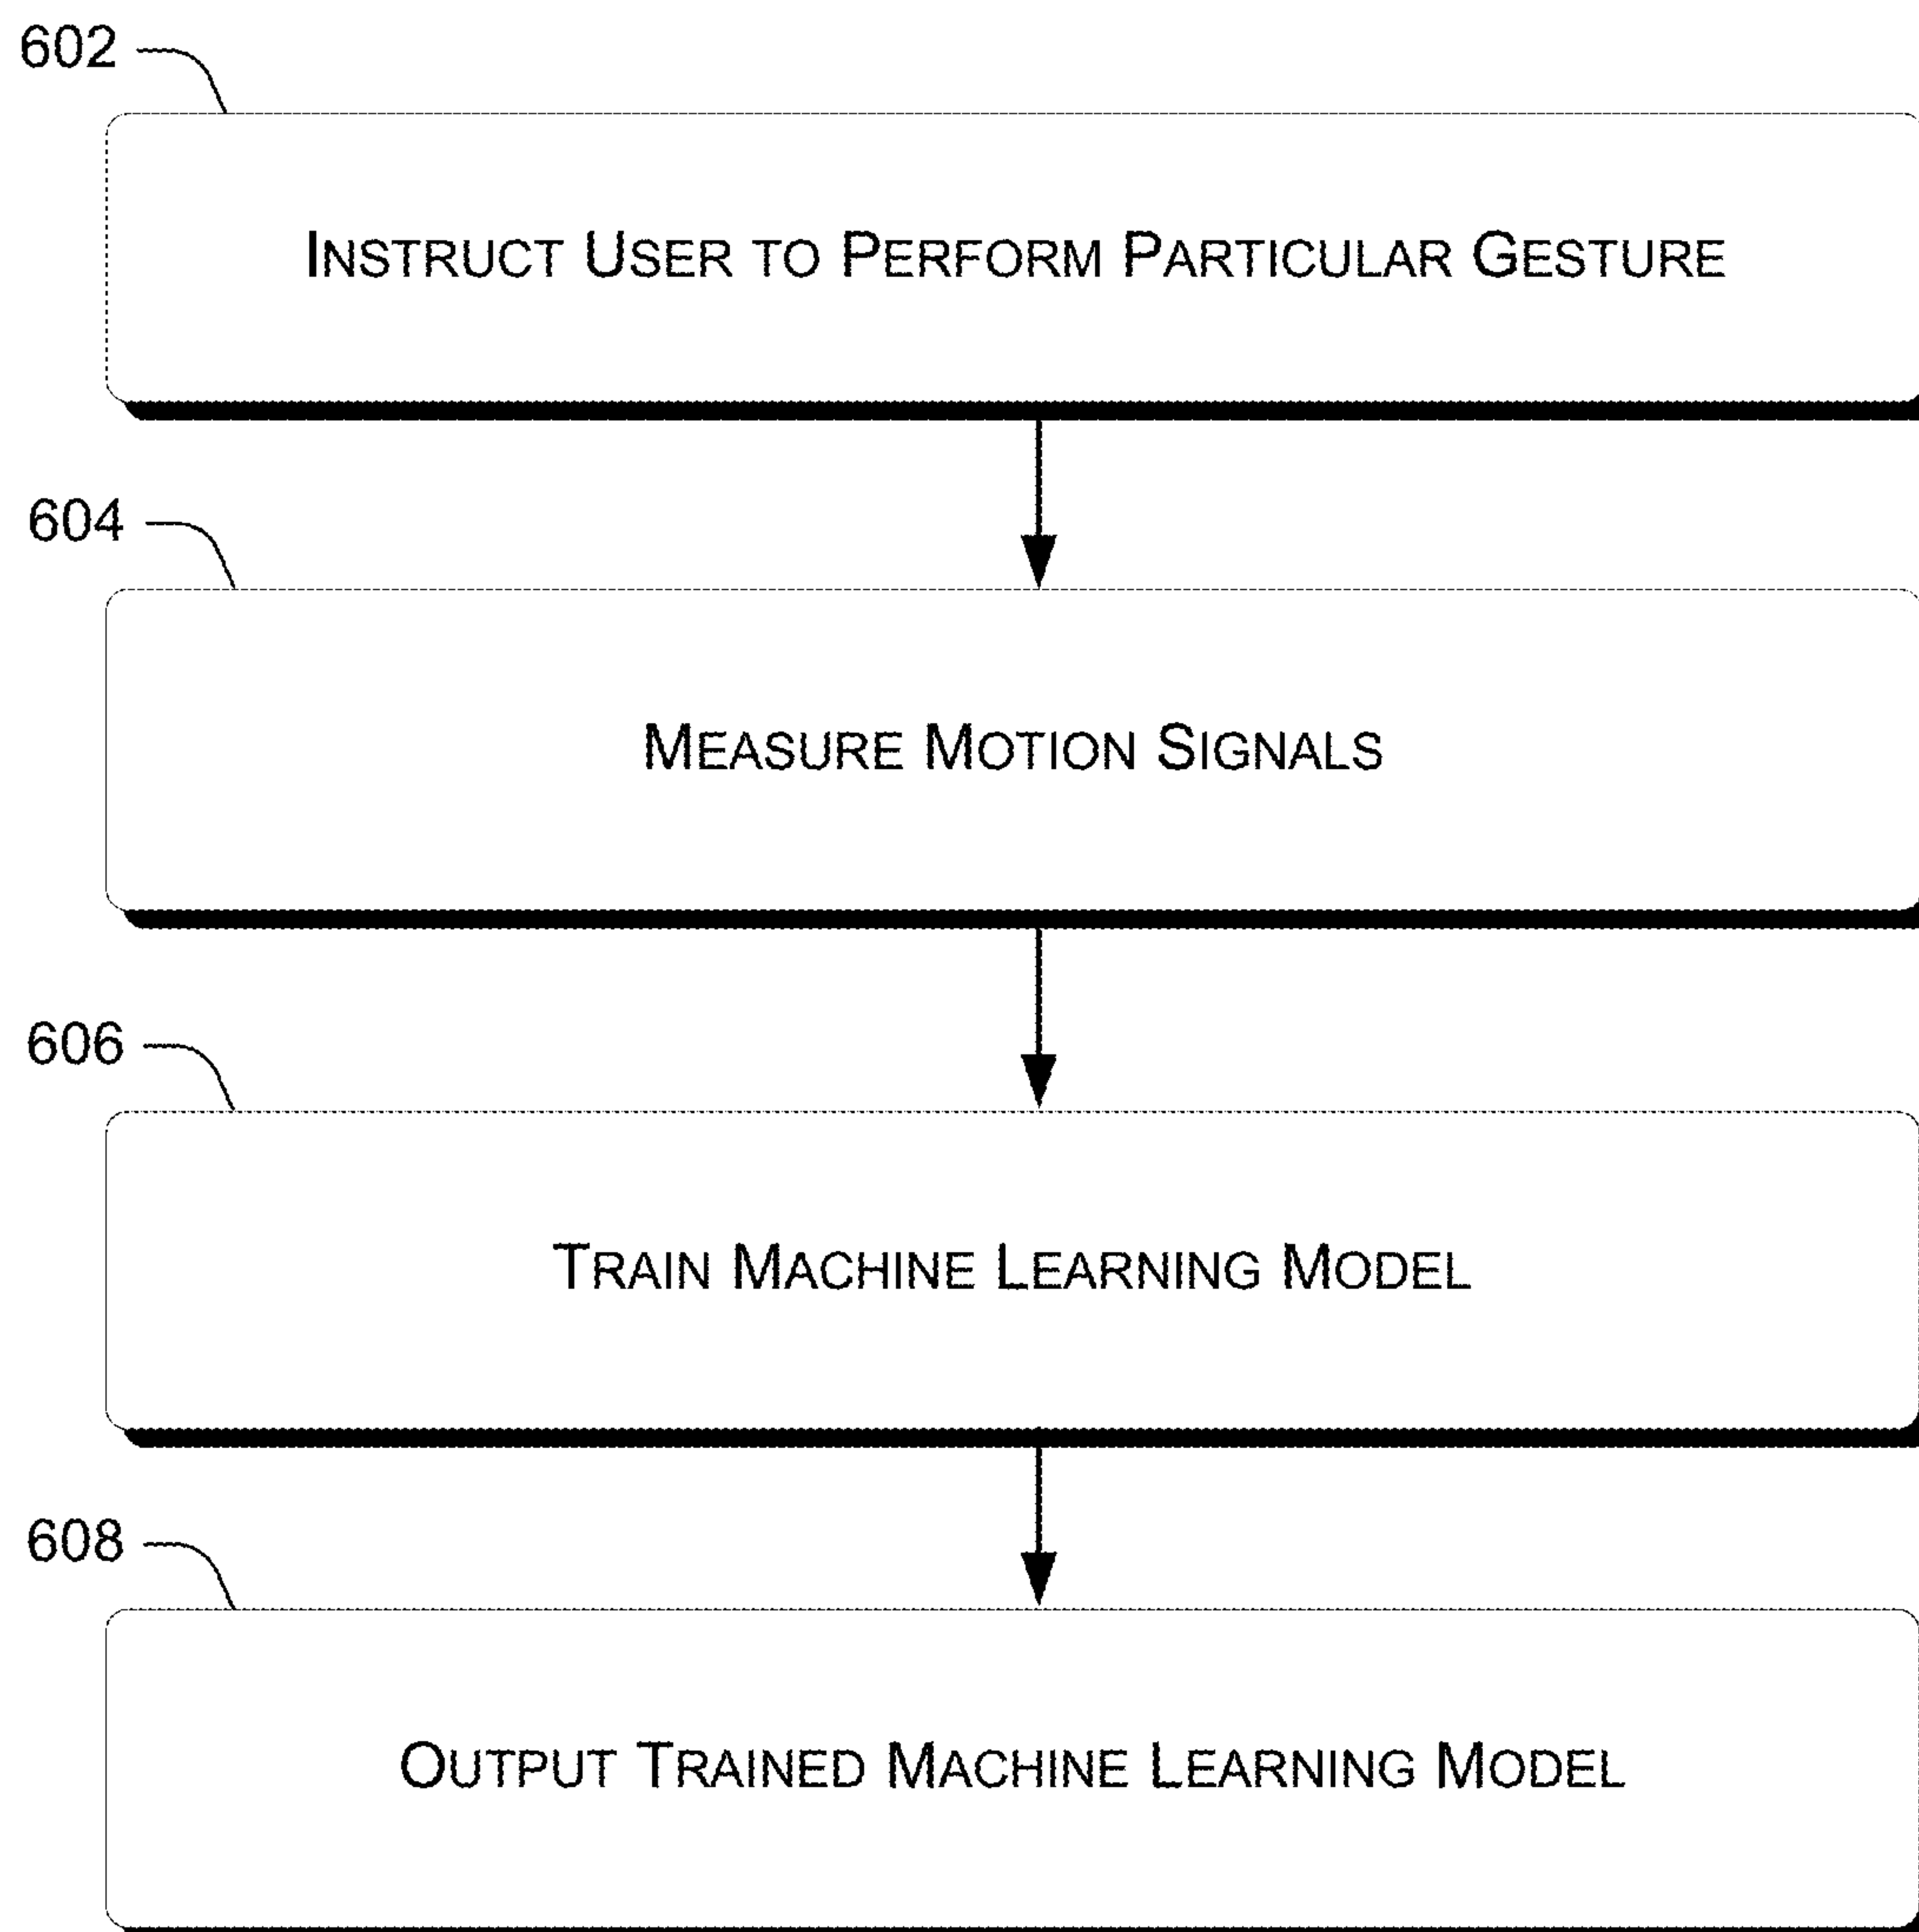 602
INSTRUCT USER TO PERFORM PARTICULAR GESTURE
604
MEASURE MOTION SIGNALS
606
TRAIN MACHINE LEARNING MODEL
608
OUTPUT TRAINED MACHINE LEARNING MODEL